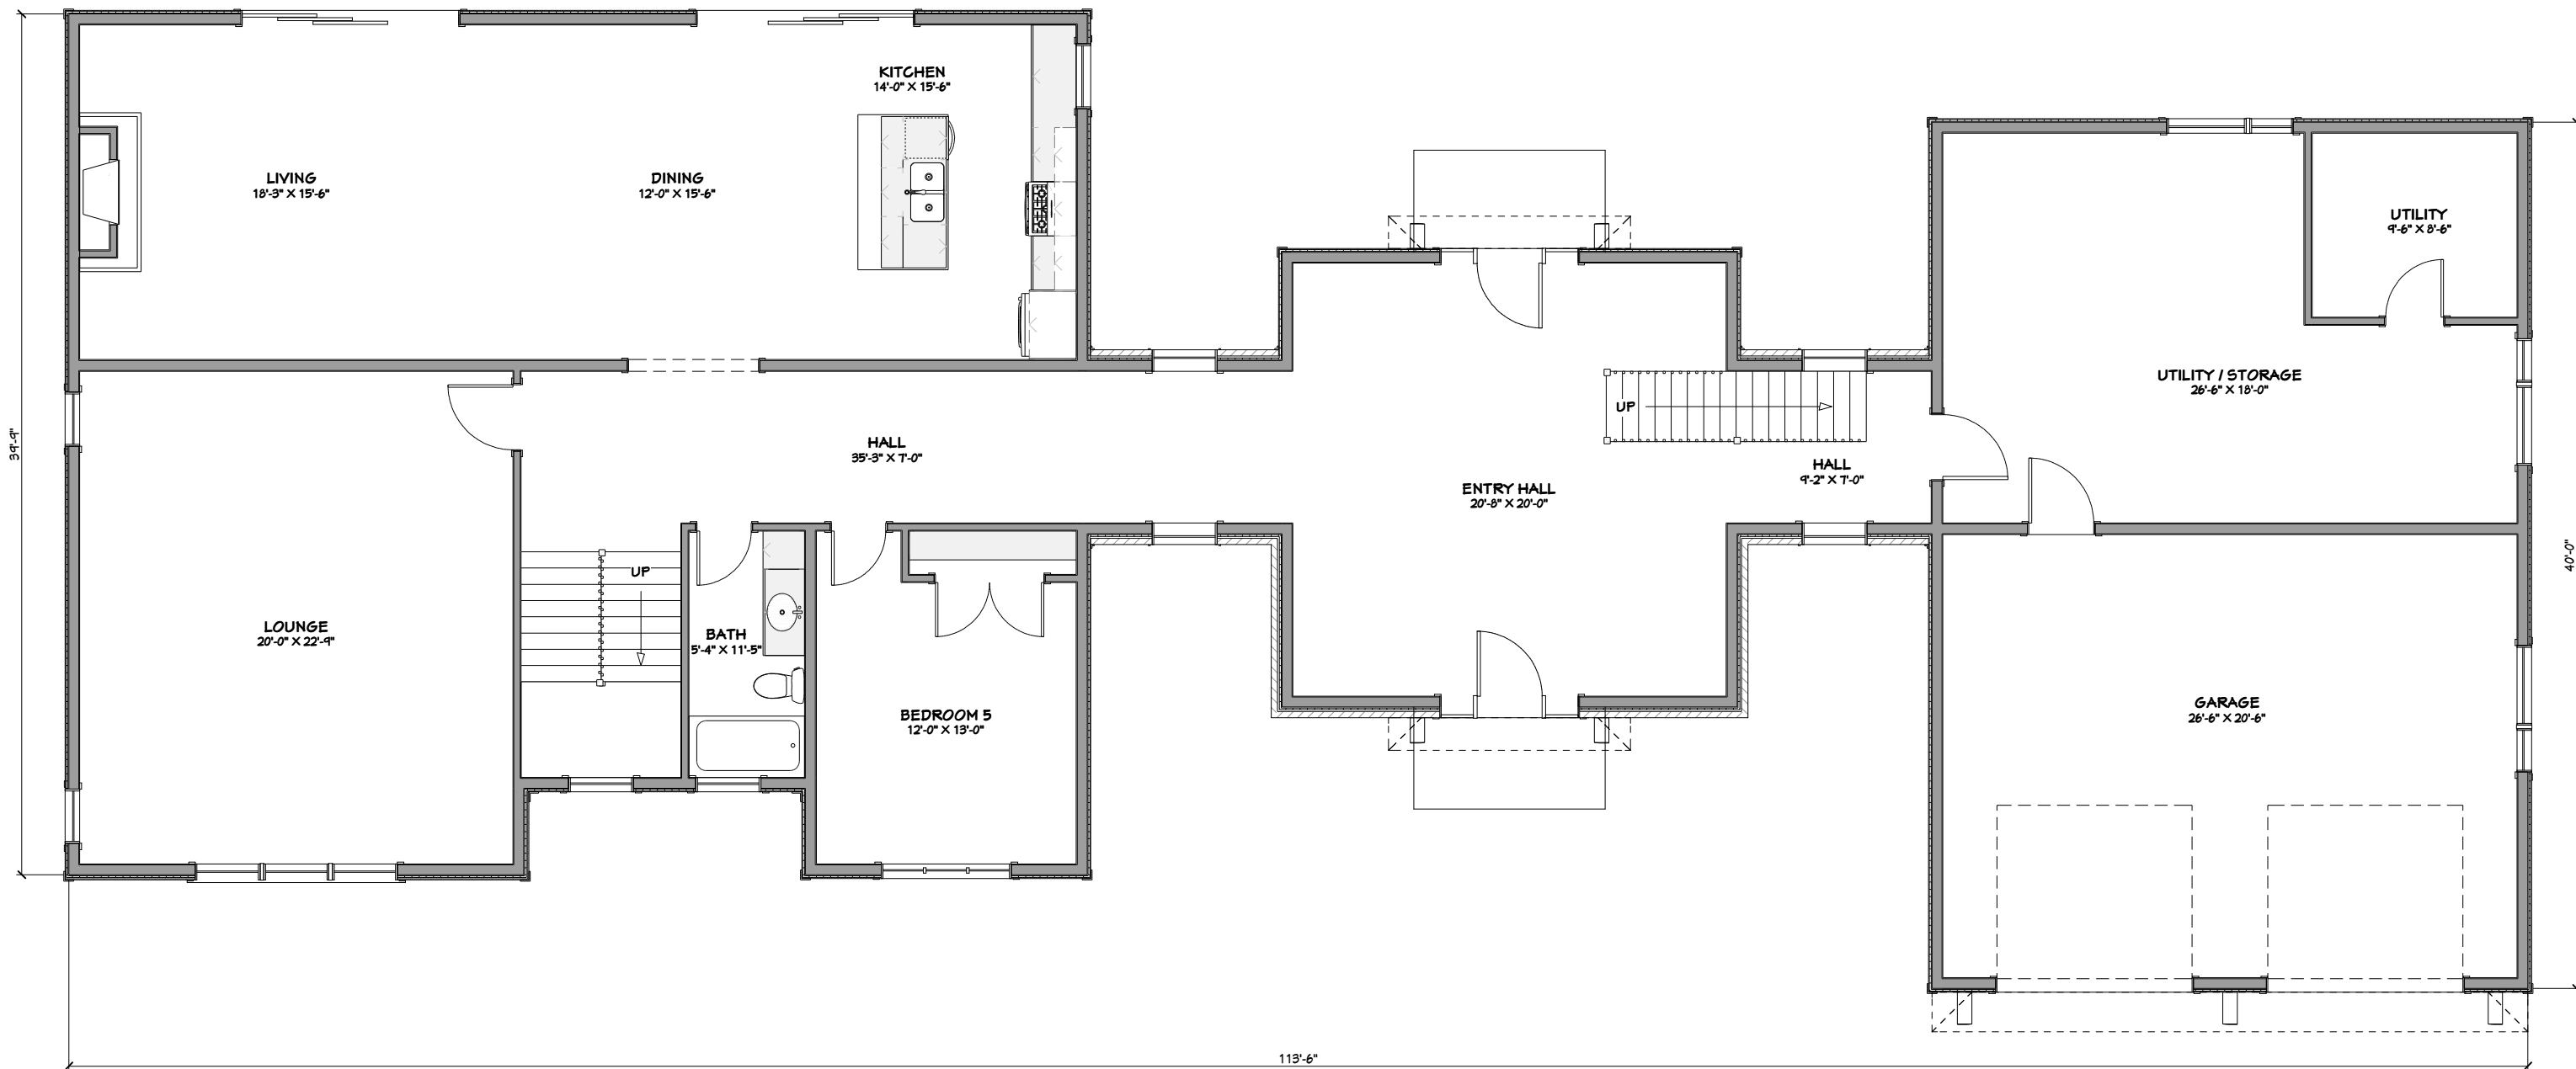 KITCHEN
14'-0" X 15'-6"
LIVING
18'-3" X 15'-6"
DINING
12'-0" X 15'-6"
UTILITY
9'-6" X 8'-6"
UTILITY / STORAGE
26'-6" X 18'-0"
UP
39'-9"
HALL
35'-3" X 7'-0"
HALL
9'-2" X 7'-0"
ENTRY HALL
20'-8" X 20'-0"
40'-0"
UP
LOUNGE
20'-0" X 22'-9"
BATH
5'-4" X 11'-5"
BEDROOM 5
12'-0" X 13'-0"
GARAGE
26'-6" X 20'-6"
113'-6"